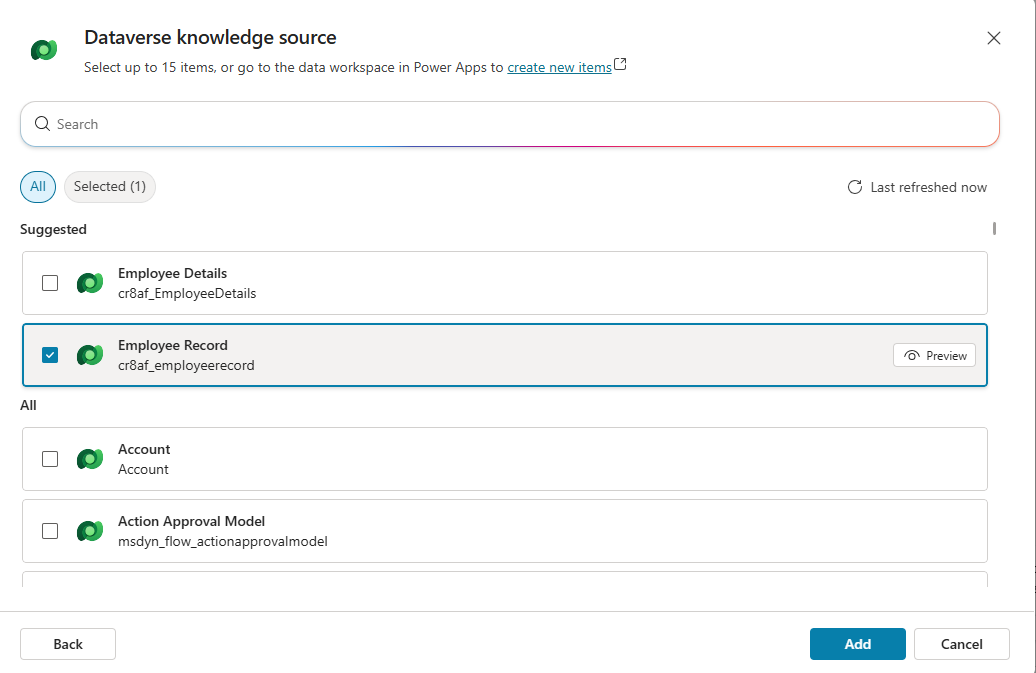 Dataverse knowledge source
Select up to 15 items, or go to the data workspace in Power Apps to create new items
Search
All
Selected (1)
Last refreshed now
Suggested
Employee Details
cr8af_EmployeeDetails
Employee Record
cr8af_employeerecord
Preview
All
Account
Account
Action Approval Model
msdyn_flow_actionapprovalmodel
Back
Add
Cancel